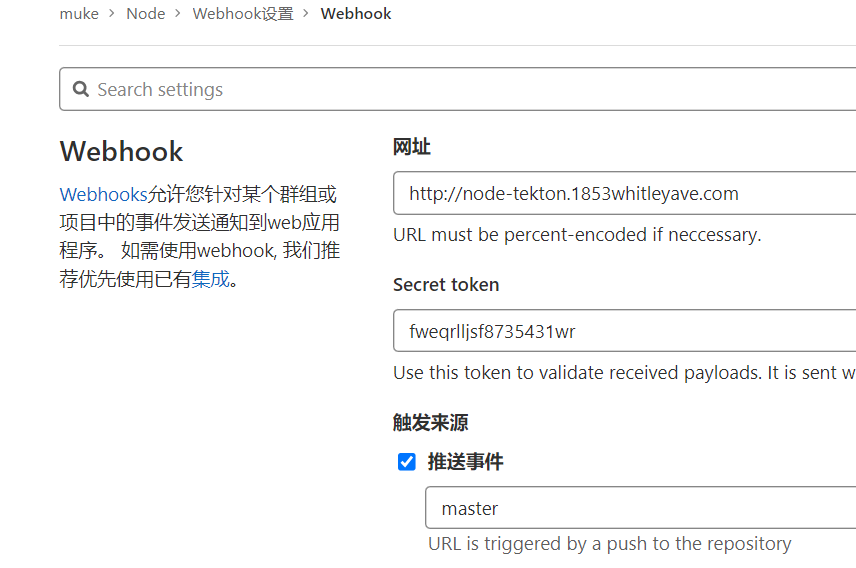 muke > Node > Webhook设置 > Webhook
Search settings
Webhook
Webhooks允许您针对某个群组或
项目中的事件发送通知到web应用
程序。 如需使用webhook, 我们推
荐优先使用已有集成。
网址
http://node-tekton.1853whitleyave.com
URL must be percent-encoded if neccessary.
Secret token
fweqrlljsf8735431wr
Use this token to validate received payloads. It is sent w
触发来源
推送事件
master
URL is triggered by a push to the repository